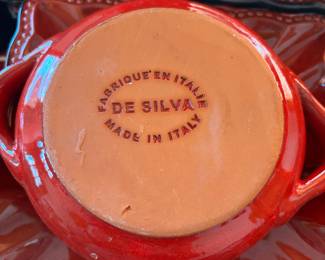 FABRIQUE EN ITALIE
DE SILVA
MADE IN ITALY